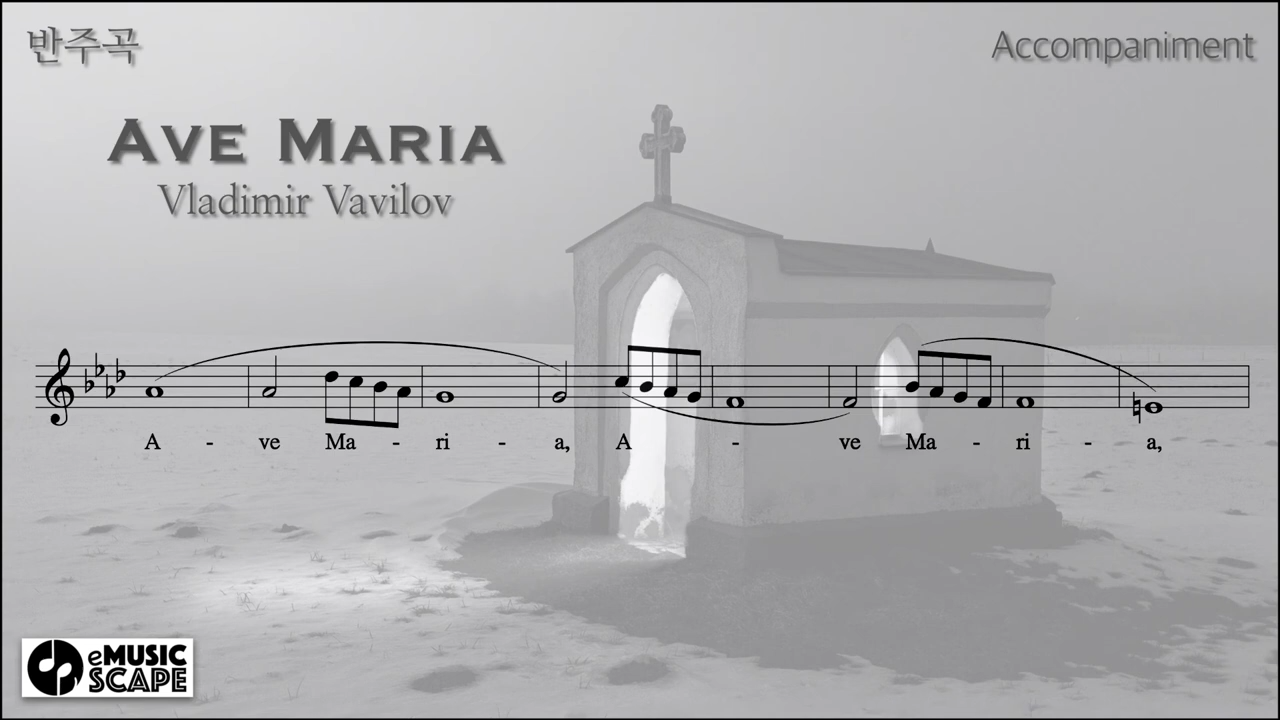 반주곡
Accompaniment
AVE MARIA
Vladimir Vavilov
A - ve Ma - ri - a, A - ve Ma - ri - a,
eMUSIC
SCAPE